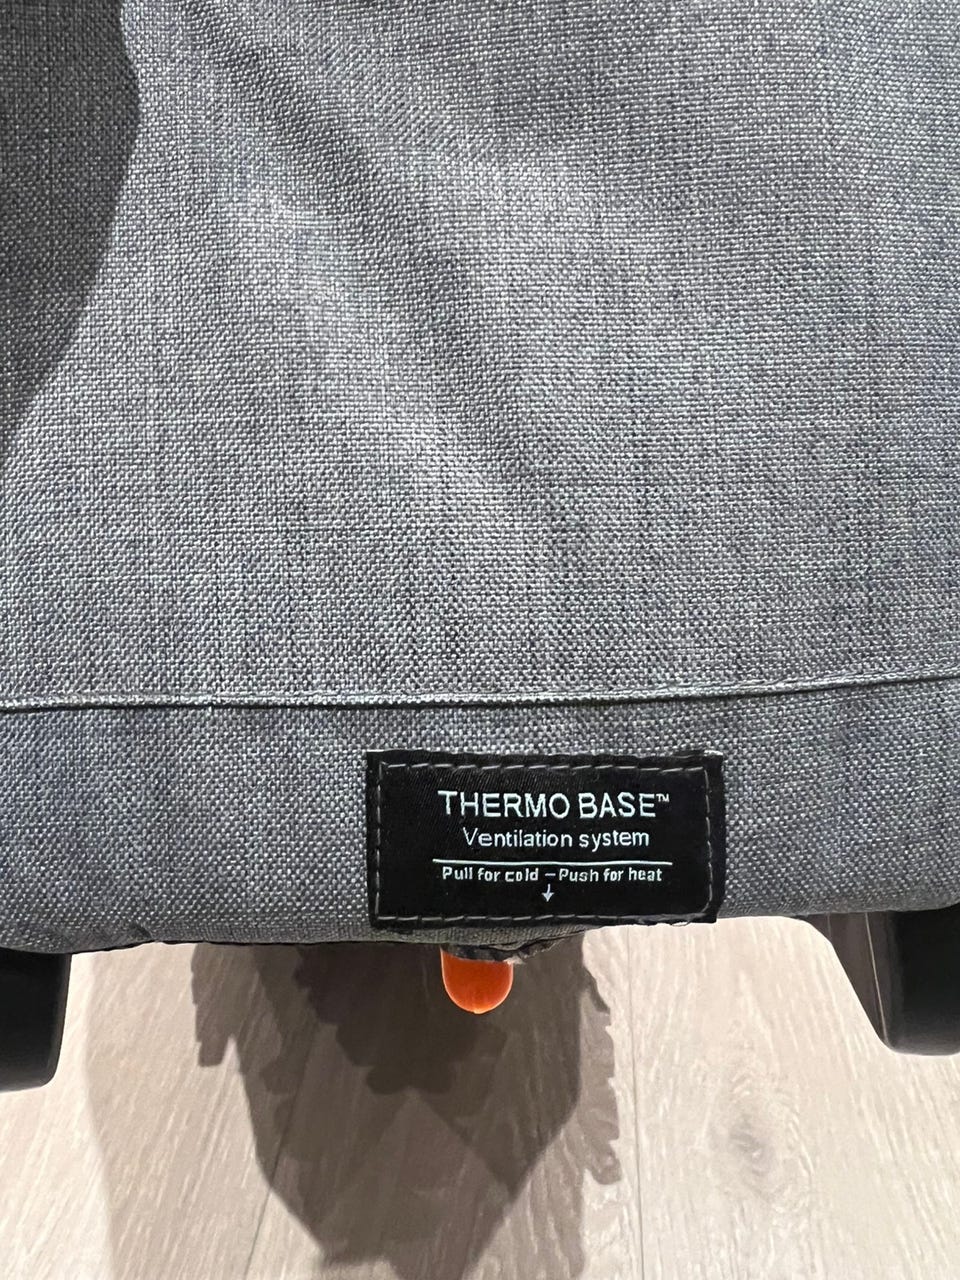 THERMO BASE™
Ventilation system
Pull for cold – Push for heat